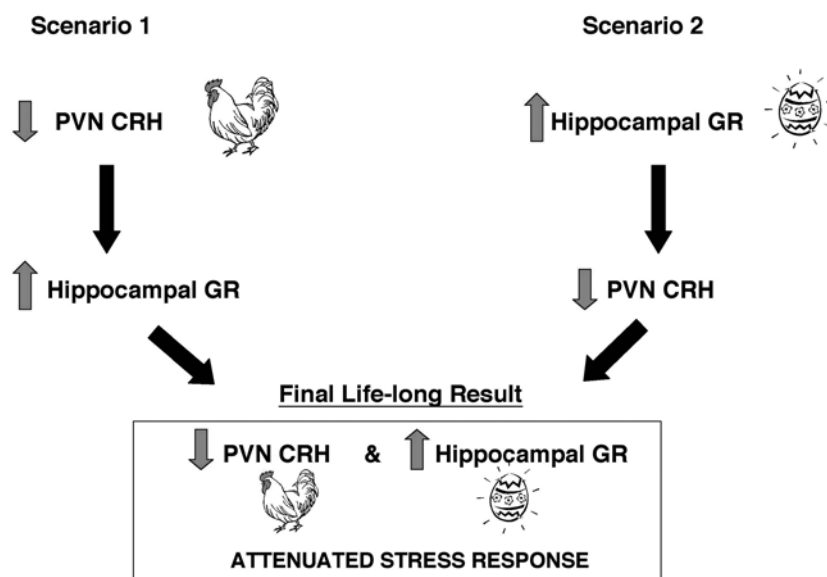 Scenario 1
Scenario 2
PVN CRH
Hippocampal GR
Hippocampal GR
PVN CRH
Final Life-long Result
PVN CRH & Hippocampal GR
ATTENUATED STRESS RESPONSE